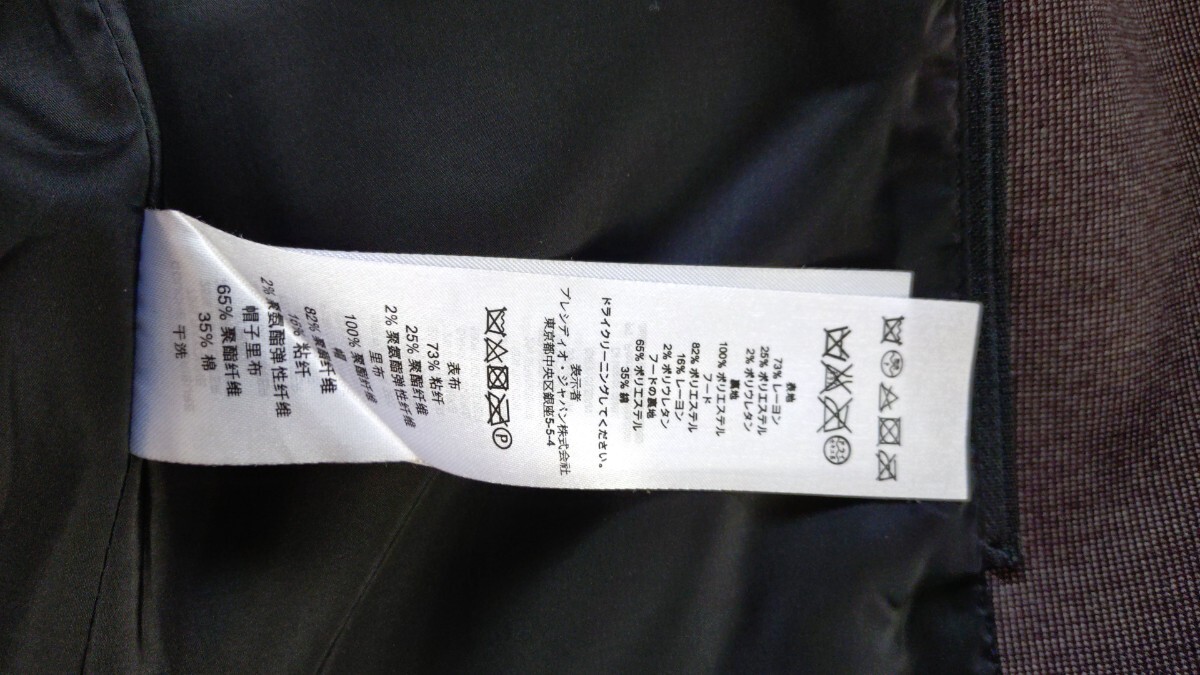 表地
73% レーヨン
25% ポリエステル
2% ポリウレタン
裏地
100% ポリエステル
フード
82% ポリエステル
16% レーヨン
2% ポリウレタン
フードの裏地
65% ポリエステル
35% 綿
ドライクリーニングしてください。
表示者
ブレンディオ・ジャパン株式会社
東京都中央区銀座5-5-4
P
表布
73% 粘纤
25% 聚酯纤维
2% 聚氨酯弹性纤维
里布
100% 聚酯纤维
帽
82% 聚酯纤维
16% 粘纤
2% 聚氨酯弹性纤维
帽子里布
65% 聚酯纤维
35% 棉
干洗